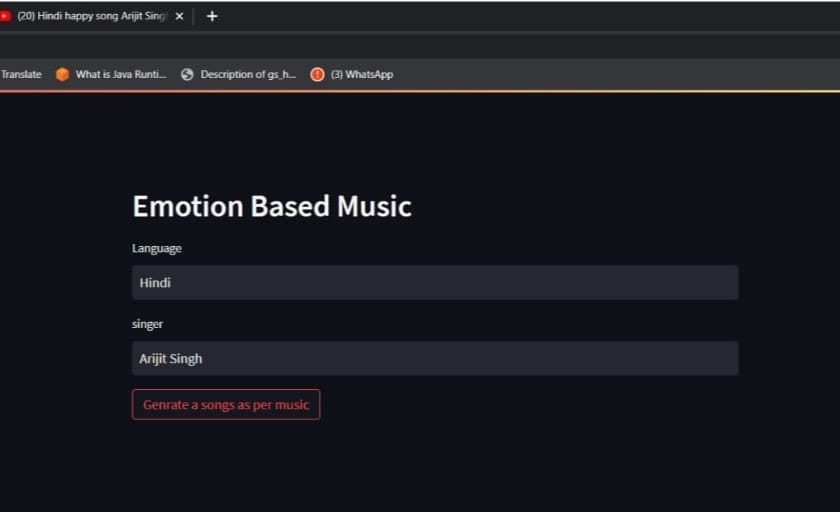 (20) Hindi happy song Arijit Sing
Translate What is Java Runti... Description of gs_h... (3) WhatsApp
Emotion Based Music
Language
Hindi
singer
Arijit Singh
Genrate a songs as per music